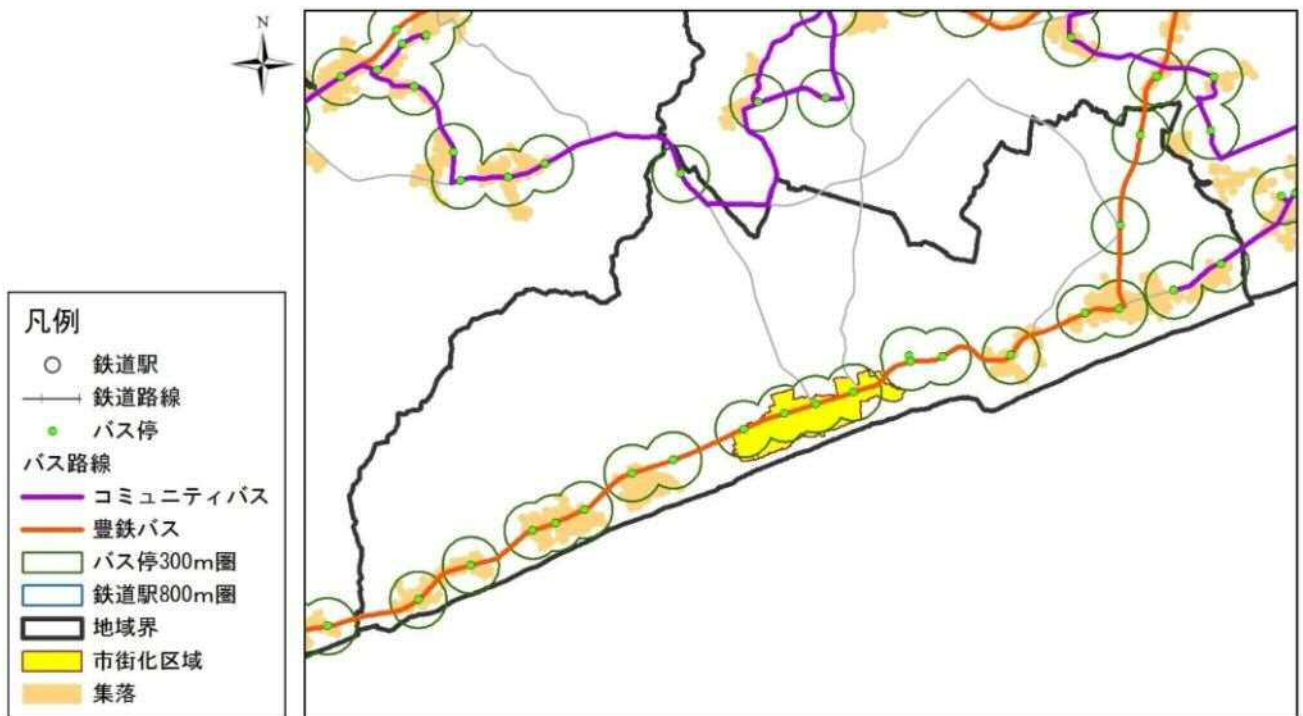 N
凡例
鉄道駅
鉄道路線
バス停
バス路線
コミュニティバス
豊鉄バス
バス停300m圏
鉄道駅800m圏
地域界
市街化区域
集落